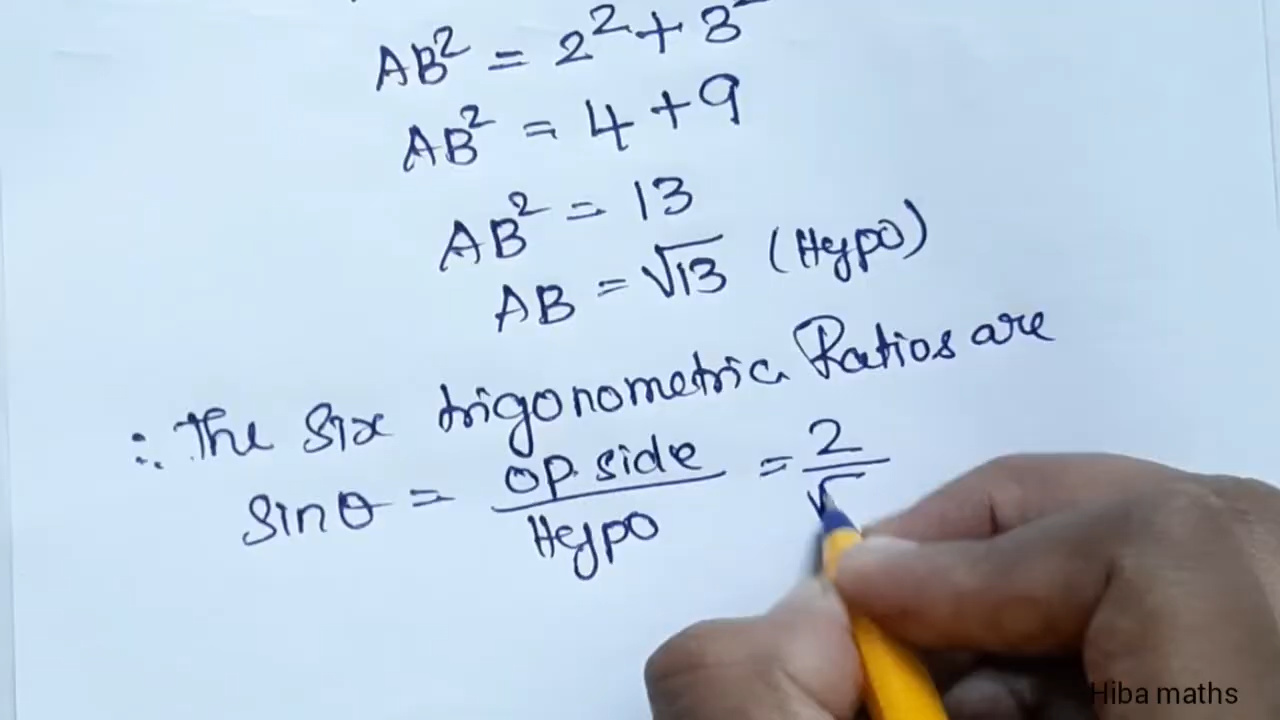 AB² = 2² + 3²
AB² = 4 + 9
AB² = 13
AB = √13 (Hypo)
∴ The Six trigonometric Ratios are
Sinθ = op. side / Hypo = 2 / √
Hiba maths